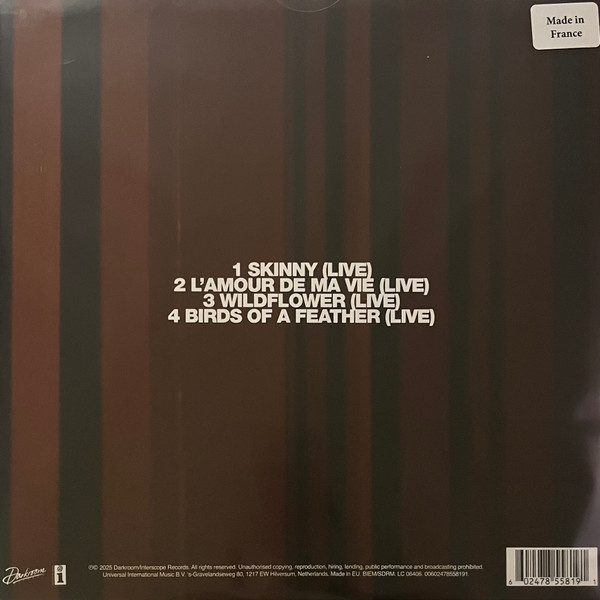 Made in
France
1 SKINNY (LIVE)
2 L'AMOUR DE MA VIE (LIVE)
3 WILDFLOWER (LIVE)
4 BIRDS OF A FEATHER (LIVE)
Darkroom
i
℗© 2025 Darkroom/Interscope Records. All rights reserved. Unauthorised copying, reproduction, hiring, lending, public performance and broadcasting prohibited.
Universal International Music B.V. 's-Gravelandseweg 80, 1217 EW Hilversum, Netherlands. Made in EU. BIEM/SDRM. LC 06406. 00602478558191.
6 02478 55819 1